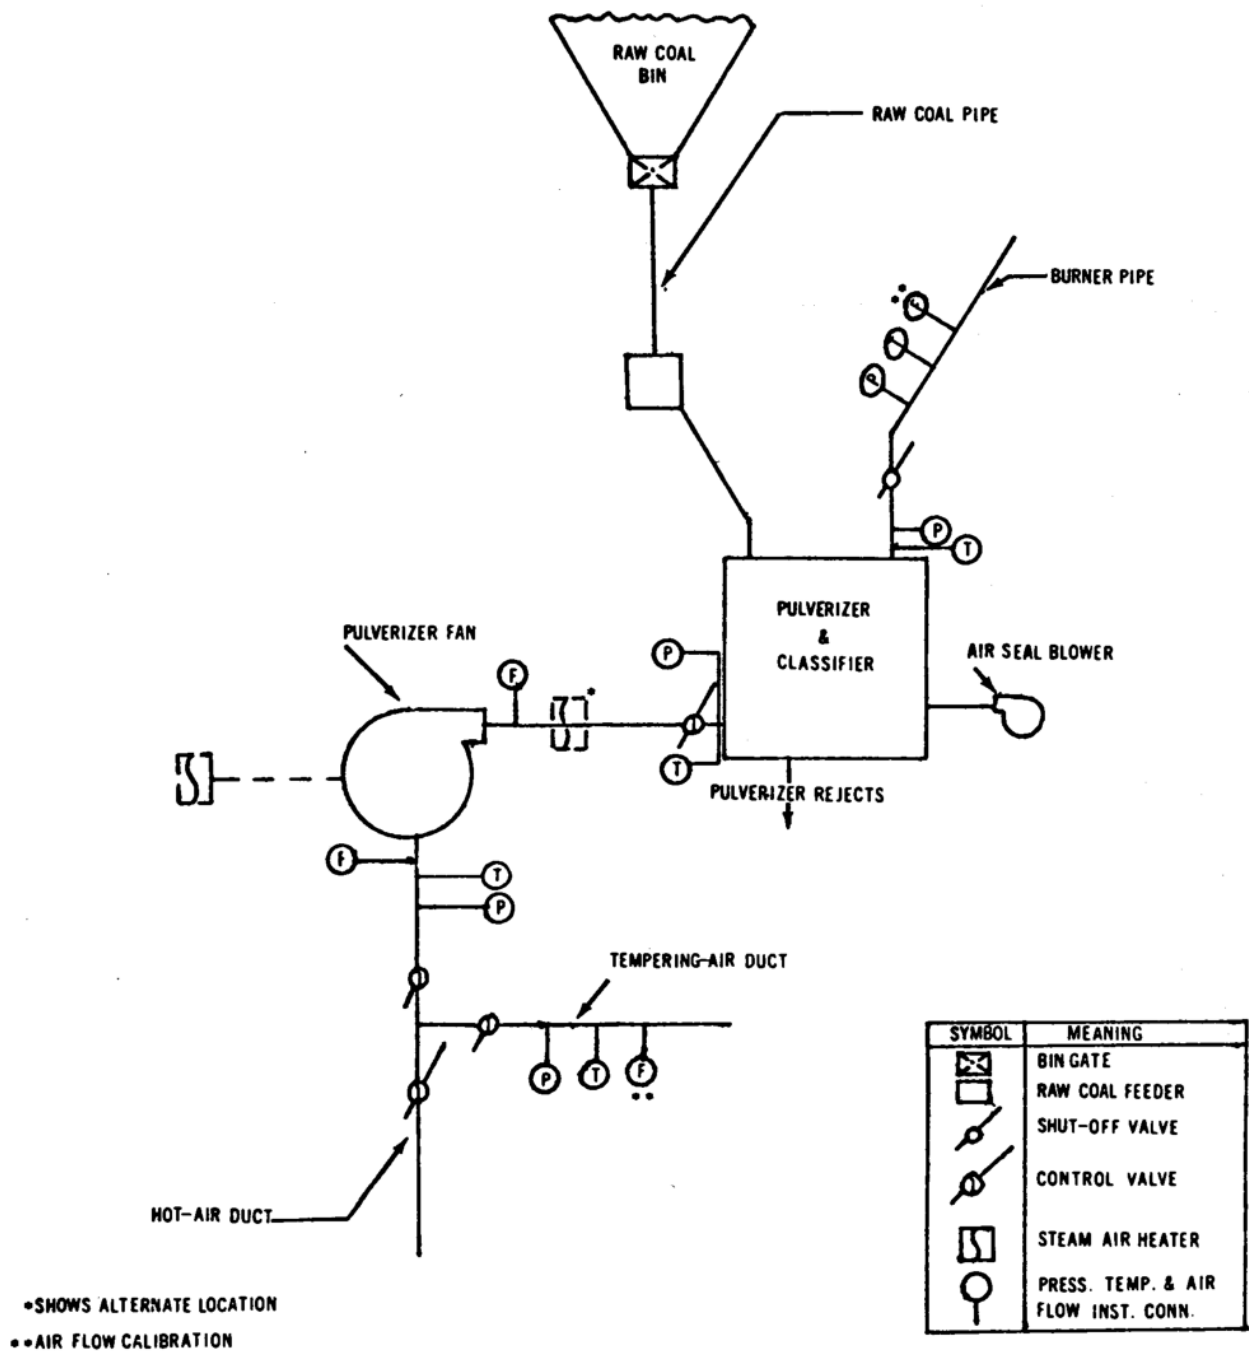 RAW COAL
BIN
RAW COAL PIPE
BURNER PIPE
**
F
P
P
T
PULVERIZER
&
CLASSIFIER
PULVERIZER FAN
P
AIR SEAL BLOWER
F
*
T
PULVERIZER REJECTS
F
T
P
TEMPERING-AIR DUCT
P
T
F
**
HOT-AIR DUCT
SYMBOL MEANING
BIN GATE
RAW COAL FEEDER
SHUT-OFF VALVE
CONTROL VALVE
STEAM AIR HEATER
PRESS. TEMP. & AIR
FLOW INST. CONN.
*SHOWS ALTERNATE LOCATION
**AIR FLOW CALIBRATION